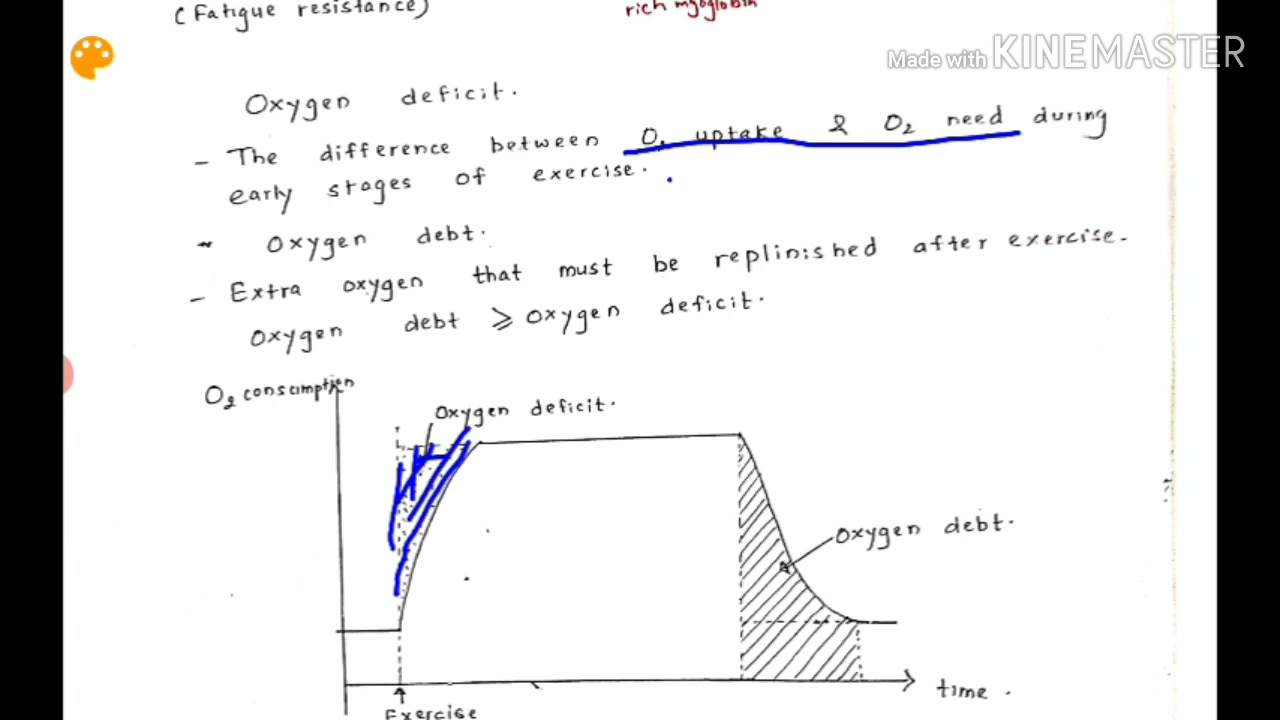 (Fatigue resistance)
rich myoglobin
Made with KINEMASTER
Oxygen deficit.
- The difference between O2 uptake & O2 need during
early stages of exercise.
Oxygen debt.
- Extra oxygen that must be replinished after exercise.
Oxygen debt ⩾ Oxygen deficit.
O2 consumption
Oxygen deficit.
Oxygen debt.
time.
Exercise